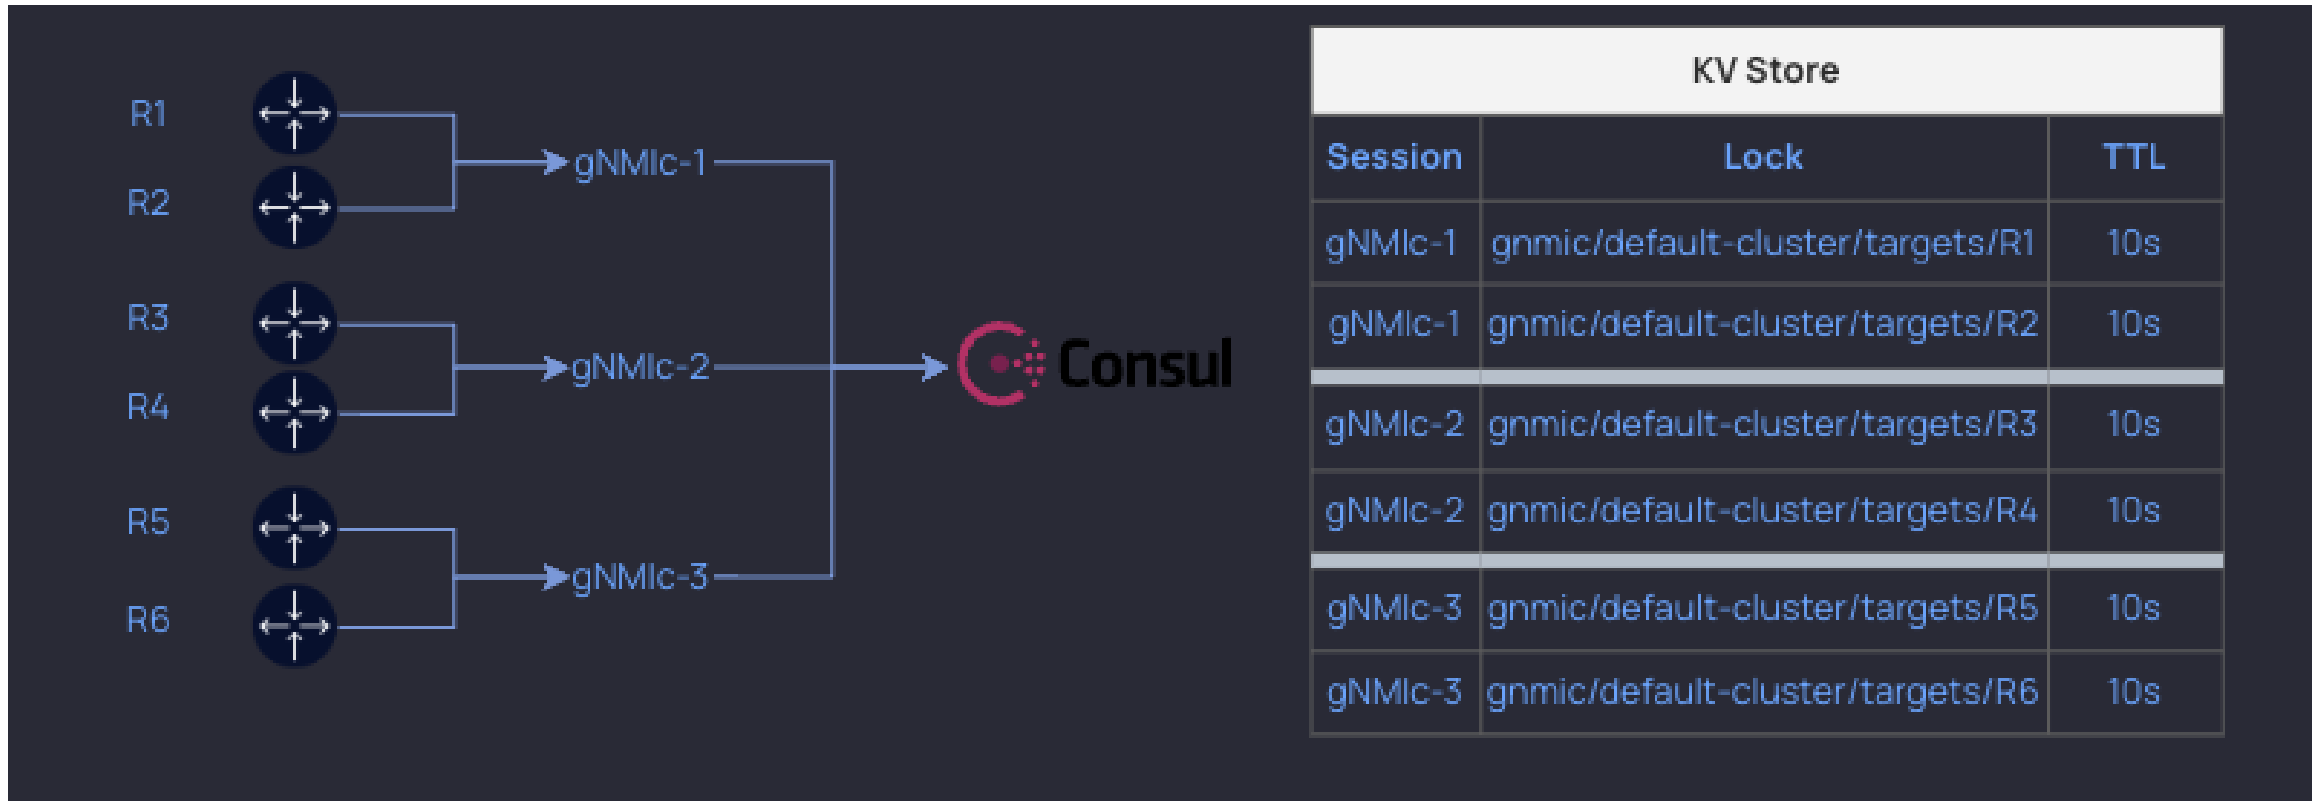 R1
R2
R3
R4
R5
R6
gNMIc-1
gNMIc-2
gNMIc-3
Consul
KV Store
Session Lock TTL
gNMIc-1 gnmic/default-cluster/targets/R1 10s
gNMIc-1 gnmic/default-cluster/targets/R2 10s
gNMIc-2 gnmic/default-cluster/targets/R3 10s
gNMIc-2 gnmic/default-cluster/targets/R4 10s
gNMIc-3 gnmic/default-cluster/targets/R5 10s
gNMIc-3 gnmic/default-cluster/targets/R6 10s